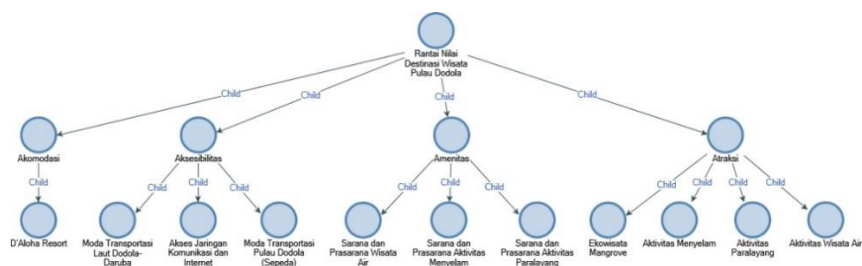 Rantai Nilai
Destinasi Wisata
Pulau Dodola
Child
Child
Child
Child
Akomodasi
Aksesibilitas
Amenitas
Atraksi
Child
Child
Child
Child
Child
Child
Child
Child
Child
Child
Child
D'Aloha Resort
Moda Transportasi
Laut Dodola-
Daruba
Akses Jaringan
Komunikasi dan
Internet
Moda Transportasi
Pulau Dodola
(Sepeda)
Sarana dan
Prasarana Wisata
Air
Sarana dan
Prasarana Aktivitas
Menyelam
Sarana dan
Prasarana Aktivitas
Paralayang
Ekowisata
Mangrove
Aktivitas Menyelam
Aktivitas
Paralayang
Aktivitas Wisata Air